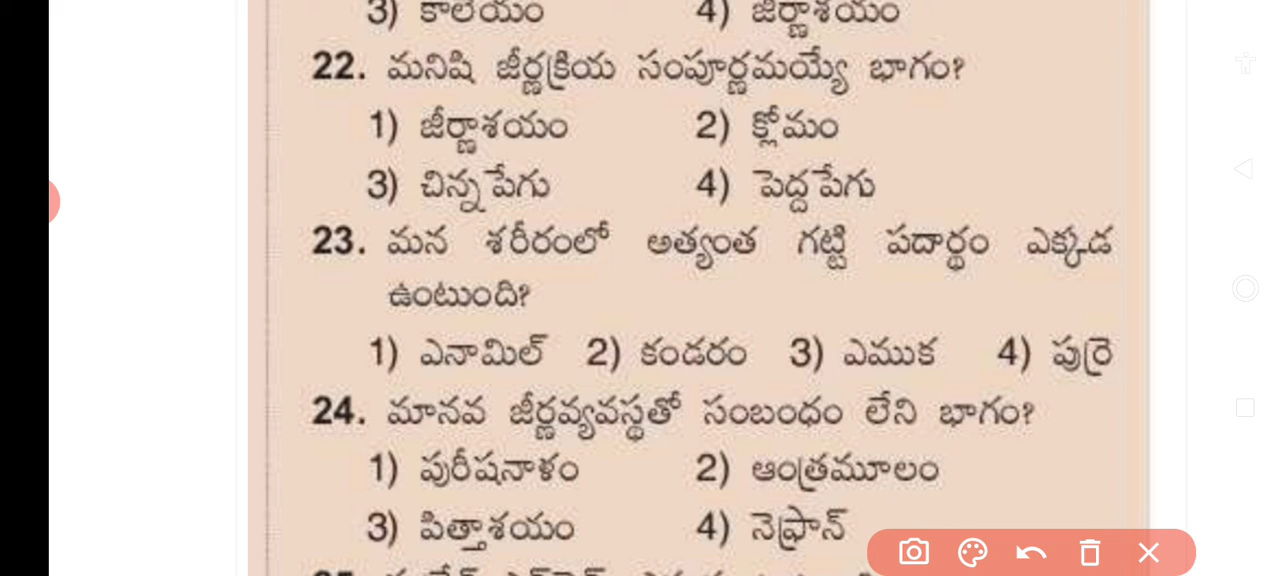 3) కాలేయం 4) జీర్ణాశయం
22. మనిషి జీర్ణక్రియ సంపూర్ణమయ్యే భాగం?
1) జీర్ణాశయం 2) క్లోమం
3) చిన్నపేగు 4) పెద్దపేగు
23. మన శరీరంలో అత్యంత గట్టి పదార్థం ఎక్కడ
ఉంటుంది?
1) ఎనామిల్ 2) కండరం 3) ఎముక 4) పుర్రె
24. మానవ జీర్ణవ్యవస్థతో సంబంధం లేని భాగం?
1) పురీషనాళం 2) ఆంత్రమూలం
3) పిత్తాశయం 4) నెఫ్రాన్